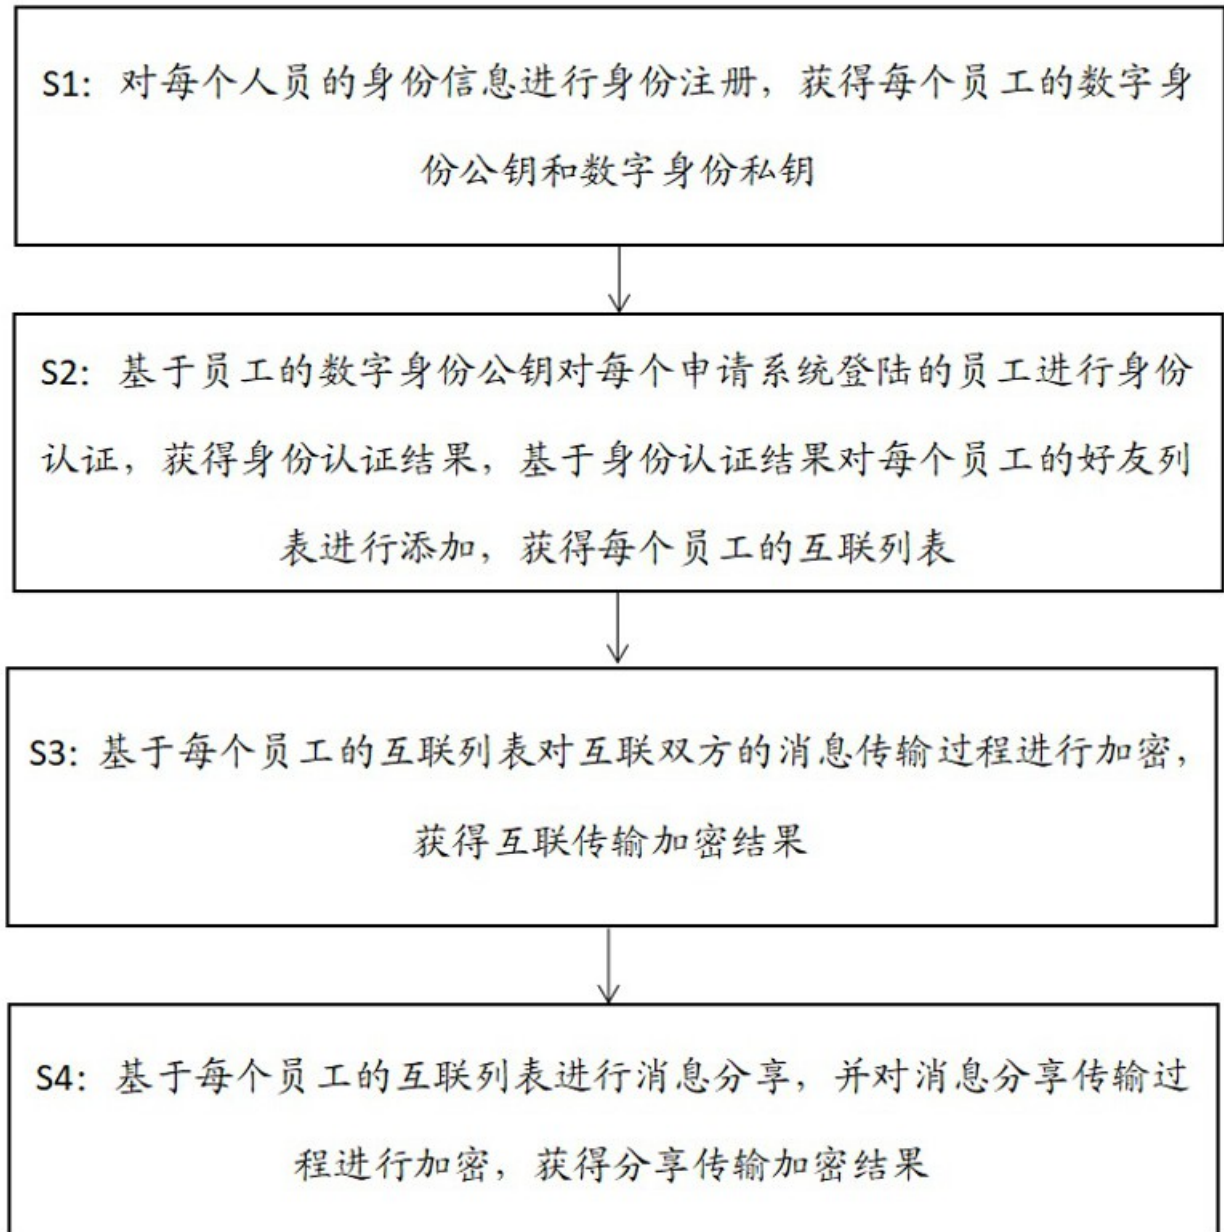 S1：对每个人员的身份信息进行身份注册，获得每个员工的数字身
份公钥和数字身份私钥
S2：基于员工的数字身份公钥对每个申请系统登陆的员工进行身份
认证，获得身份认证结果，基于身份认证结果对每个员工的好友列
表进行添加，获得每个员工的互联列表
S3：基于每个员工的互联列表对互联双方的消息传输过程进行加密，
获得互联传输加密结果
S4：基于每个员工的互联列表进行消息分享，并对消息分享传输过
程进行加密，获得分享传输加密结果